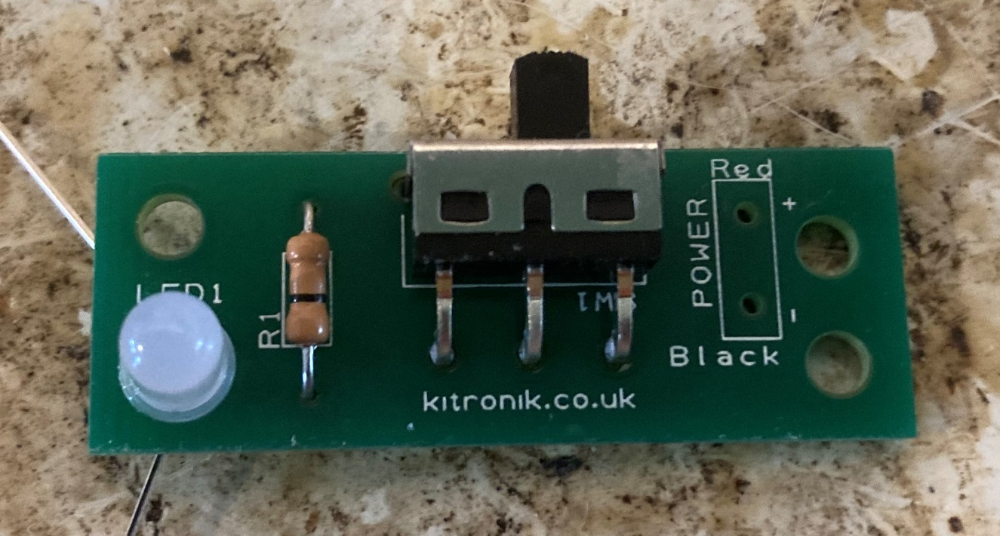 Red
+
POWER
LED1
R1
-
Black
kitronik.co.uk